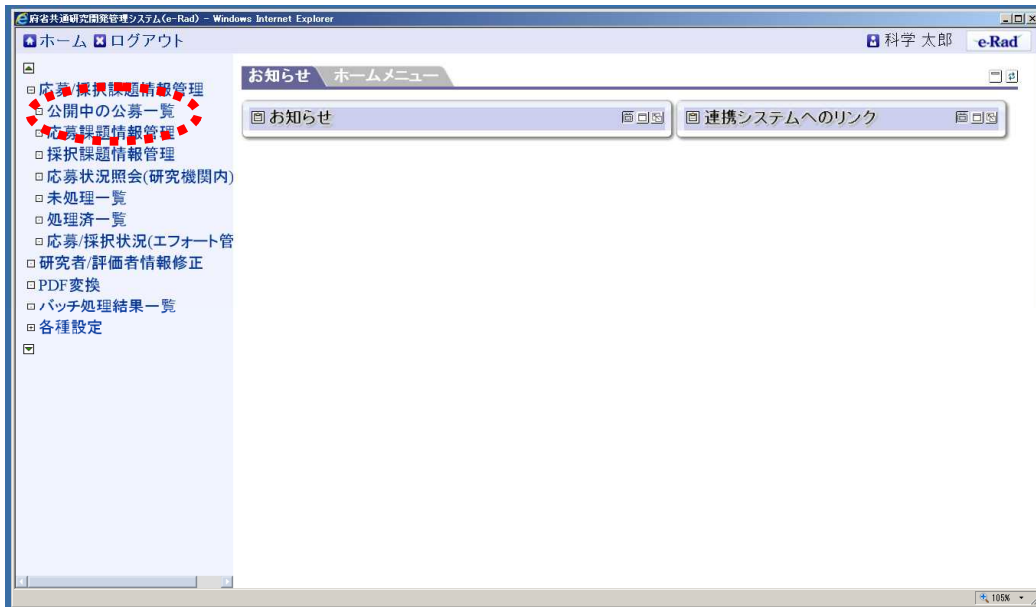 府省共通研究開発管理システム(e-Rad) - Windows Internet Explorer
ホーム ログアウト
科学 太郎 e-Rad
お知らせ ホームメニュー
応募/採択課題情報管理
公開中の公募一覧
応募課題情報管理
採択課題情報管理
応募状況照会(研究機関内)
未処理一覧
処理済一覧
応募/採択状況(エフォート管
研究者/評価者情報修正
PDF変換
バッチ処理結果一覧
各種設定
お知らせ
連携システムへのリンク
105%